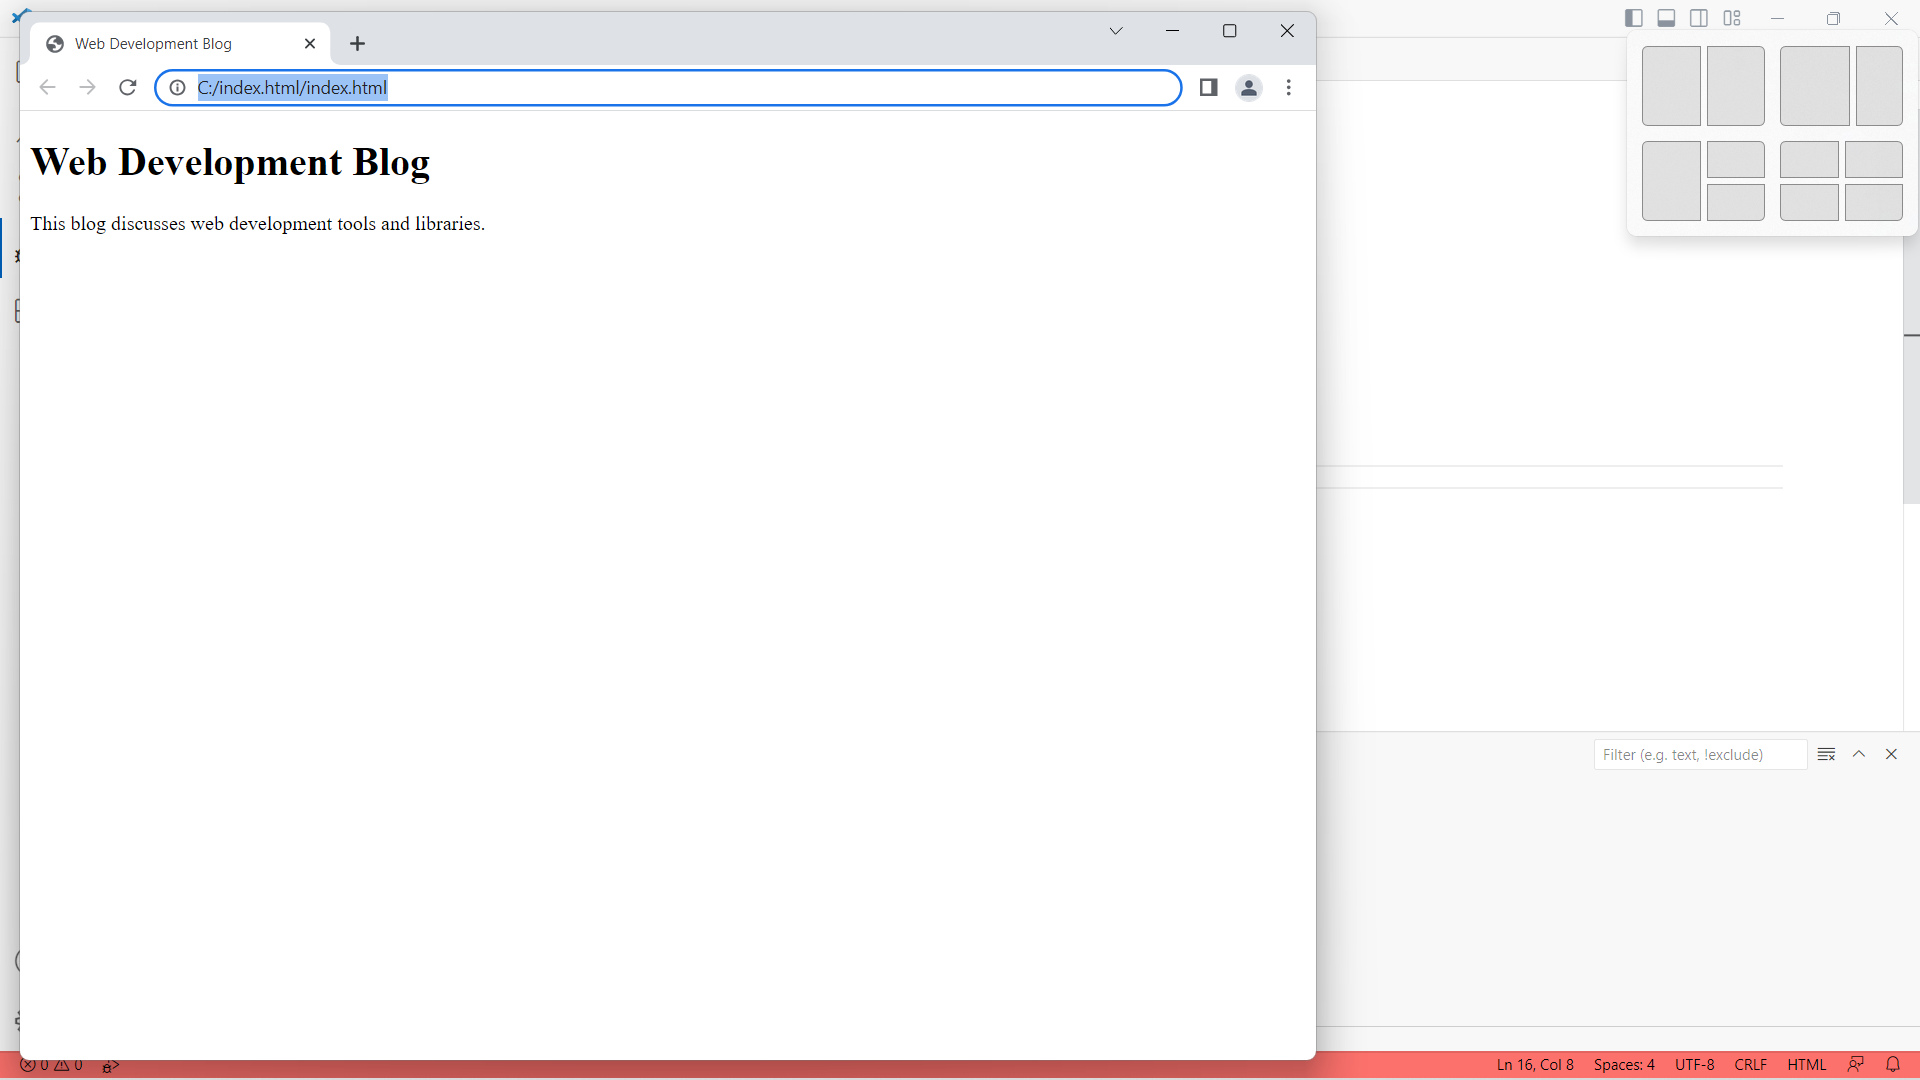 Web Development Blog
C:/index.html/index.html
Web Development Blog
This blog discusses web development tools and libraries.
Filter (e.g. text, !exclude)
0 0
Ln 16, Col 8 Spaces: 4 UTF-8 CRLF HTML